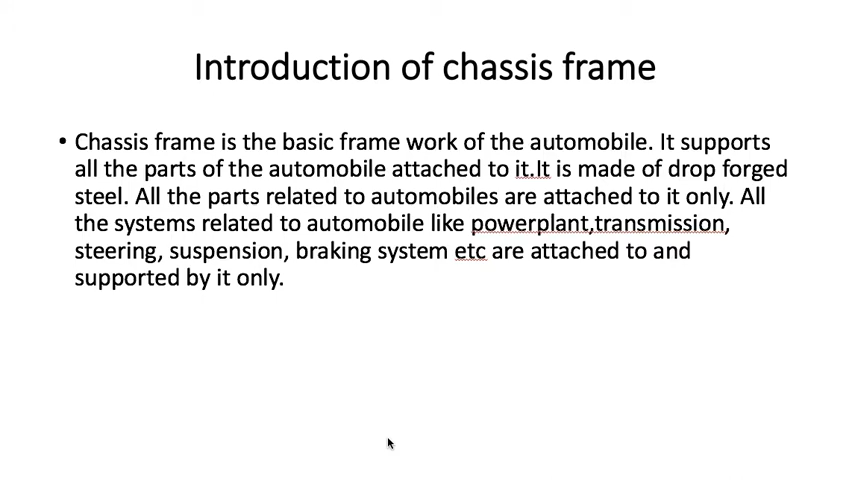 Introduction of chassis frame
• Chassis frame is the basic frame work of the automobile. It supports
all the parts of the automobile attached to it.It is made of drop forged
steel. All the parts related to automobiles are attached to it only. All
the systems related to automobile like powerplant,transmission,
steering, suspension, braking system etc are attached to and
supported by it only.